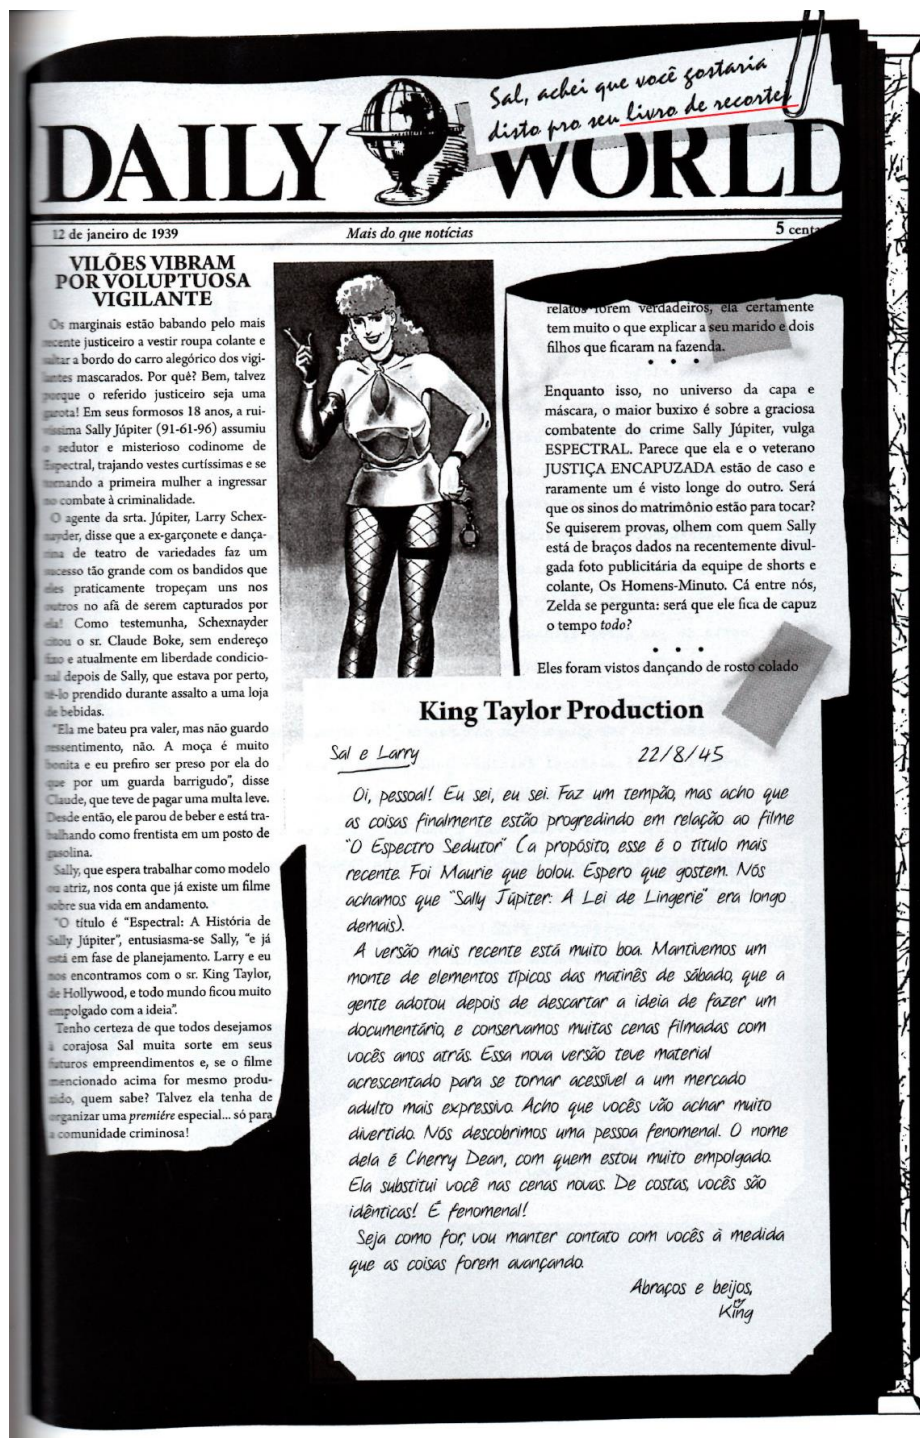 Sal, achei que você gostaria
disto pro seu livro de recortes
DAILY WORLD
12 de janeiro de 1939
Mais do que notícias
5 centa
VILÕES VIBRAM
POR VOLUPTUOSA
VIGILANTE
Os marginais estão babando pelo mais
recente justiceiro a vestir roupa colante e
saltar a bordo do carro alegórico dos vigi-
lantes mascarados. Por quê? Bem, talvez
porque o referido justiceiro seja uma
garota! Em seus formosos 18 anos, a rui-
víssima Sally Júpiter (91-61-96) assumiu
o sedutor e misterioso codinome de
Espectral, trajando vestes curtíssimas e se
tornando a primeira mulher a ingressar
no combate à criminalidade.
O agente da srta. Júpiter, Larry Schex-
nayder, disse que a ex-garçonete e dança-
rina de teatro de variedades faz um
sucesso tão grande com os bandidos que
eles praticamente tropeçam uns nos
outros no afã de serem capturados por
ela! Como testemunha, Schexnayder
citou o sr. Claude Boke, sem endereço
fixo e atualmente em liberdade condicio-
nal depois de Sally, que estava por perto,
tê-lo prendido durante assalto a uma loja
de bebidas.
"Ela me bateu pra valer, mas não guardo
ressentimento, não. A moça é muito
bonita e eu prefiro ser preso por ela do
que por um guarda barrigudo", disse
Claude, que teve de pagar uma multa leve.
Desde então, ele parou de beber e está tra-
balhando como frentista em um posto de
gasolina.
Sally, que espera trabalhar como modelo
ou atriz, nos conta que já existe um filme
sobre sua vida em andamento.
"O título é "Espectral: A História de
Sally Júpiter", entusiasma-se Sally, "e já
está em fase de planejamento. Larry e eu
nos encontramos com o sr. King Taylor,
de Hollywood, e todo mundo ficou muito
empolgado com a ideia".
Tenho certeza de que todos desejamos
à corajosa Sal muita sorte em seus
futuros empreendimentos e, se o filme
mencionado acima for mesmo produ-
zido, quem sabe? Talvez ela tenha de
organizar uma premiére especial... só para
a comunidade criminosa!
relatos forem verdadeiros, ela certamente
tem muito o que explicar a seu marido e dois
filhos que ficaram na fazenda.
• • •
Enquanto isso, no universo da capa e
máscara, o maior buxixo é sobre a graciosa
combatente do crime Sally Júpiter, vulga
ESPECTRAL. Parece que ela e o veterano
JUSTIÇA ENCAPUZADA estão de caso e
raramente um é visto longe do outro. Será
que os sinos do matrimônio estão para tocar?
Se quiserem provas, olhem com quem Sally
está de braços dados na recentemente divul-
gada foto publicitária da equipe de shorts e
colante, Os Homens-Minuto. Cá entre nós,
Zelda se pergunta: será que ele fica de capuz
o tempo todo?
• • •
Eles foram vistos dançando de rosto colado
King Taylor Production
Sal e Larry
22/8/45
Oi, pessoal! Eu sei, eu sei. Faz um tempão, mas acho que
as coisas finalmente estão progredindo em relação ao filme
"O Espectro Sedutor" (a propósito, esse é o título mais
recente. Foi Maurie que bolou. Espero que gostem. Nós
achamos que "Sally Júpiter: A Lei de Lingerie" era longo
demais).
A versão mais recente está muito boa. Mantivemos um
monte de elementos típicos das matinês de sábado, que a
gente adotou depois de descartar a ideia de fazer um
documentário, e conservamos muitas cenas filmadas com
vocês anos atrás. Essa nova versão teve material
acrescentado para se tornar acessível a um mercado
adulto mais expressivo. Acho que vocês vão achar muito
divertido. Nós descobrimos uma pessoa fenomenal. O nome
dela é Cherry Dean, com quem estou muito empolgado.
Ela substitui você nas cenas novas. De costas, vocês são
idênticas! É fenomenal!
Seja como for, vou manter contato com vocês à medida
que as coisas forem avançando.
Abraços e beijos,
King